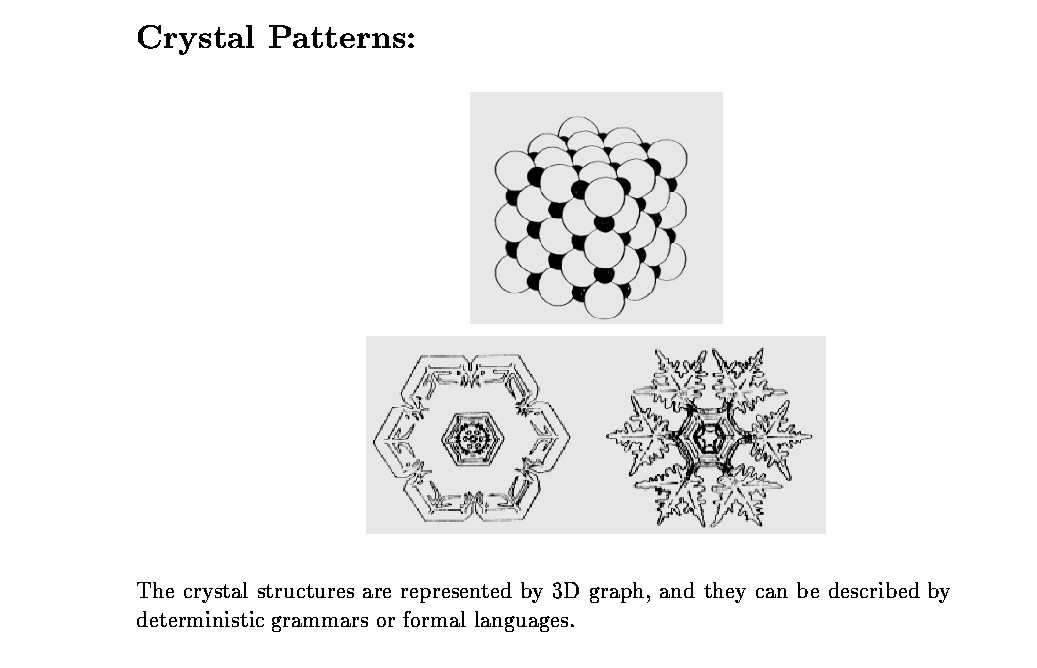 Crystal Patterns:
The crystal structures are represented by 3D graph, and they can be described by
deterministic grammars or formal languages.